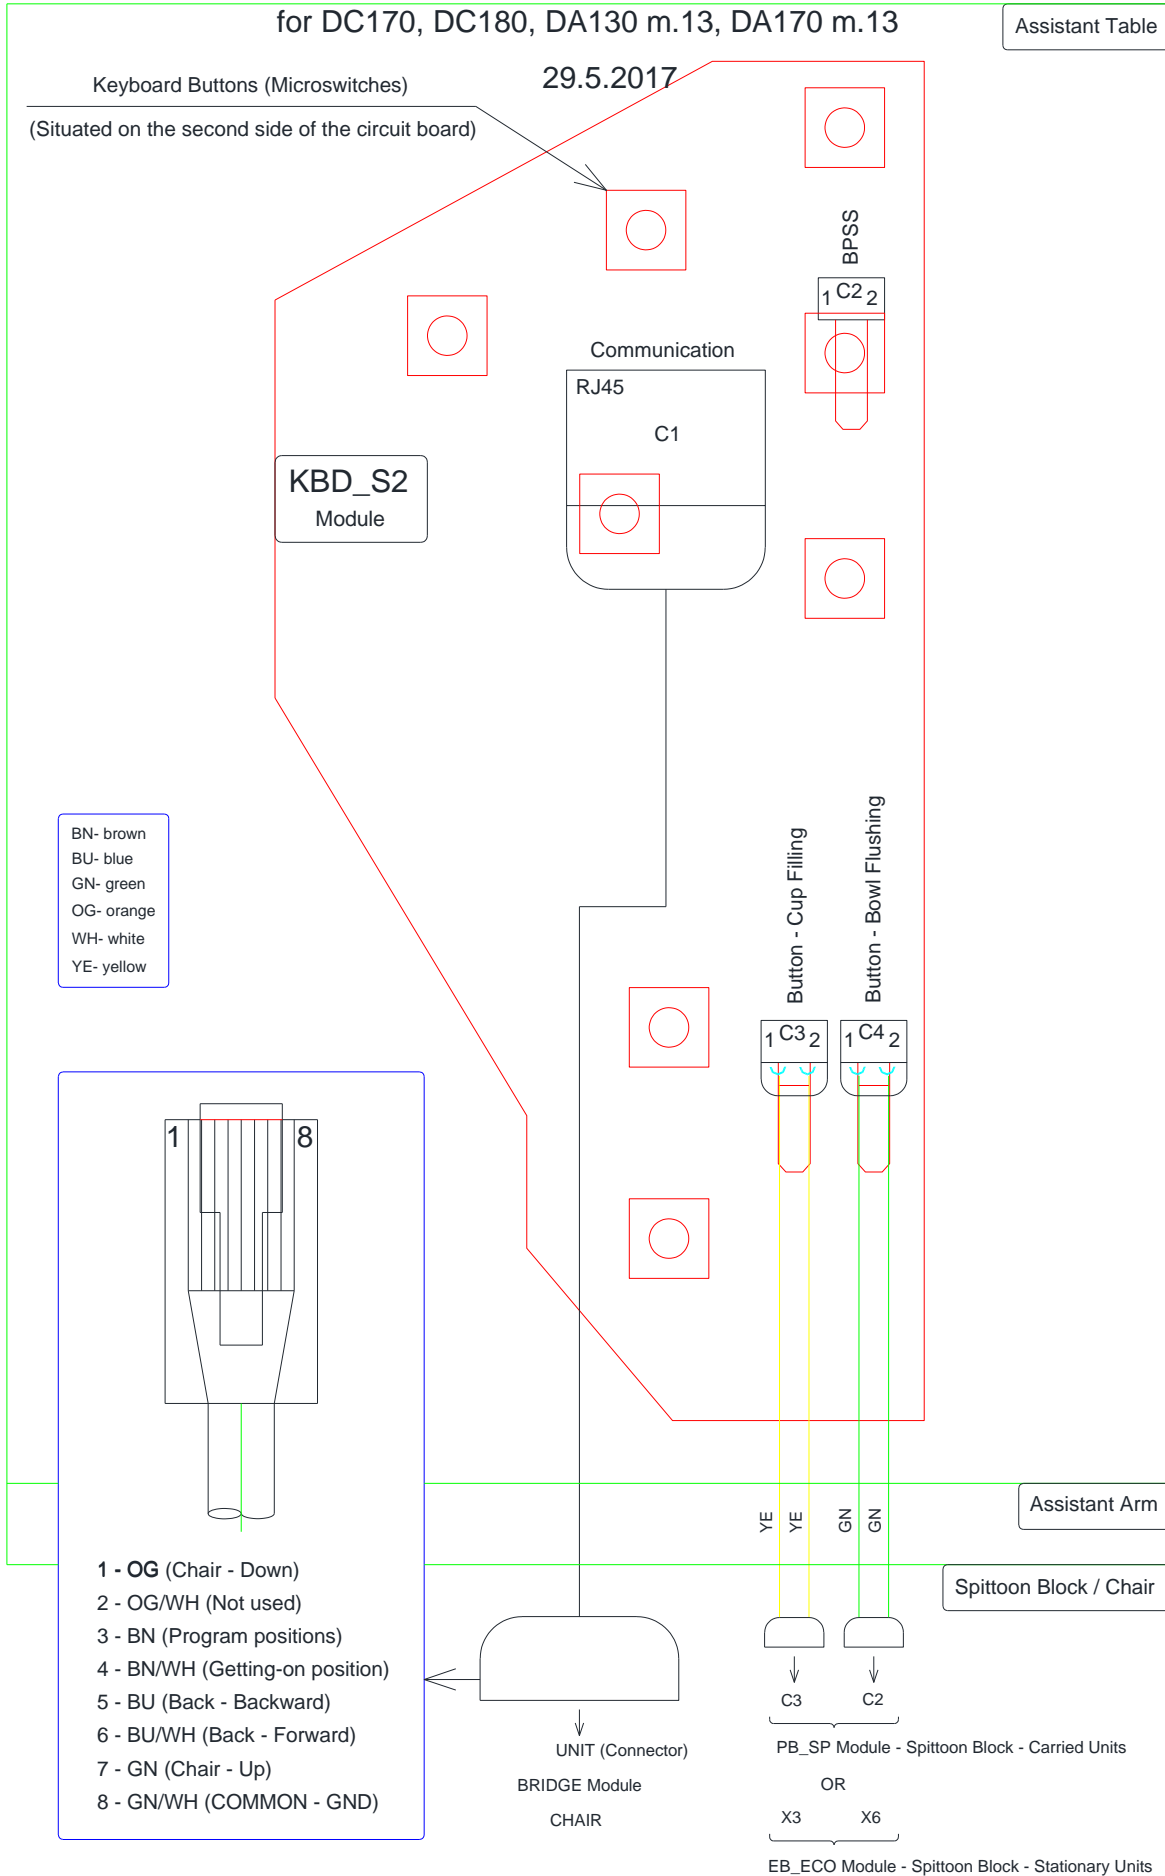 for DC170, DC180, DA130 m.13, DA170 m.13
Assistant Table
29.5.2017
Keyboard Buttons (Microswitches)
(Situated on the second side of the circuit board)
BPSS
1 C2 2
Communication
RJ45
C1
KBD_S2
Module
BN- brown
BU- blue
GN- green
OG- orange
WH- white
YE- yellow
Button - Cup Filling
Button - Bowl Flushing
1 C3 2
1 C4 2
1
8
YE
YE
GN
GN
Assistant Arm
Spittoon Block / Chair
1 - OG (Chair - Down)
2 - OG/WH (Not used)
3 - BN (Program positions)
4 - BN/WH (Getting-on position)
5 - BU (Back - Backward)
6 - BU/WH (Back - Forward)
7 - GN (Chair - Up)
8 - GN/WH (COMMON - GND)
UNIT (Connector)
BRIDGE Module
CHAIR
C3
C2
PB_SP Module - Spittoon Block - Carried Units
OR
X3
X6
EB_ECO Module - Spittoon Block - Stationary Units